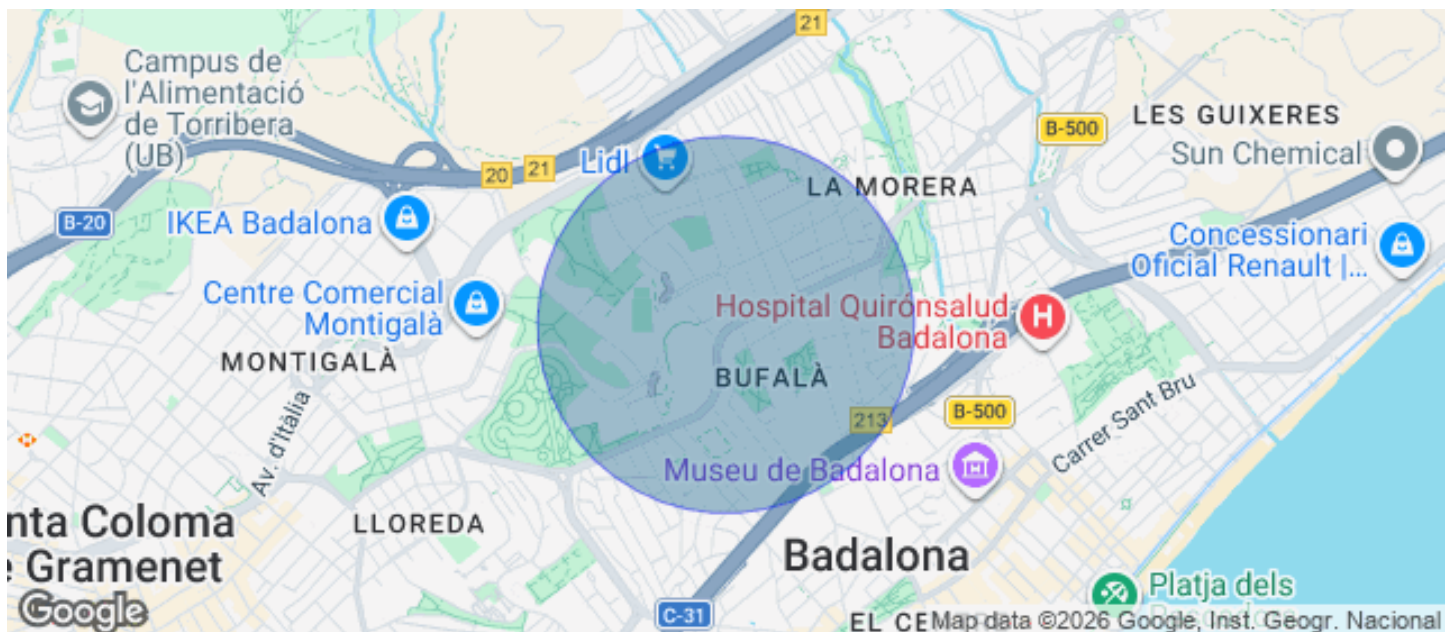 21
Campus de
l'Alimentació
de Torribera
(UB)
B-500
LES GUIXERES
Sun Chemical
Lidl
20
21
LA MORERA
B-20
IKEA Badalona
Concessionari
Oficial Renault |...
Centre Comercial
Montigalà
Hospital Quirónsalud
Badalona
H
MONTIGALÀ
BUFALÀ
213
B-500
Carrer Sant Bru
Av. d'Itàlia
Museu de Badalona
nta Coloma
Gramenet
LLOREDA
Badalona
Platja dels
Google
C-31
EL CE
Map data ©2026 Google, Inst. Geogr. Nacional